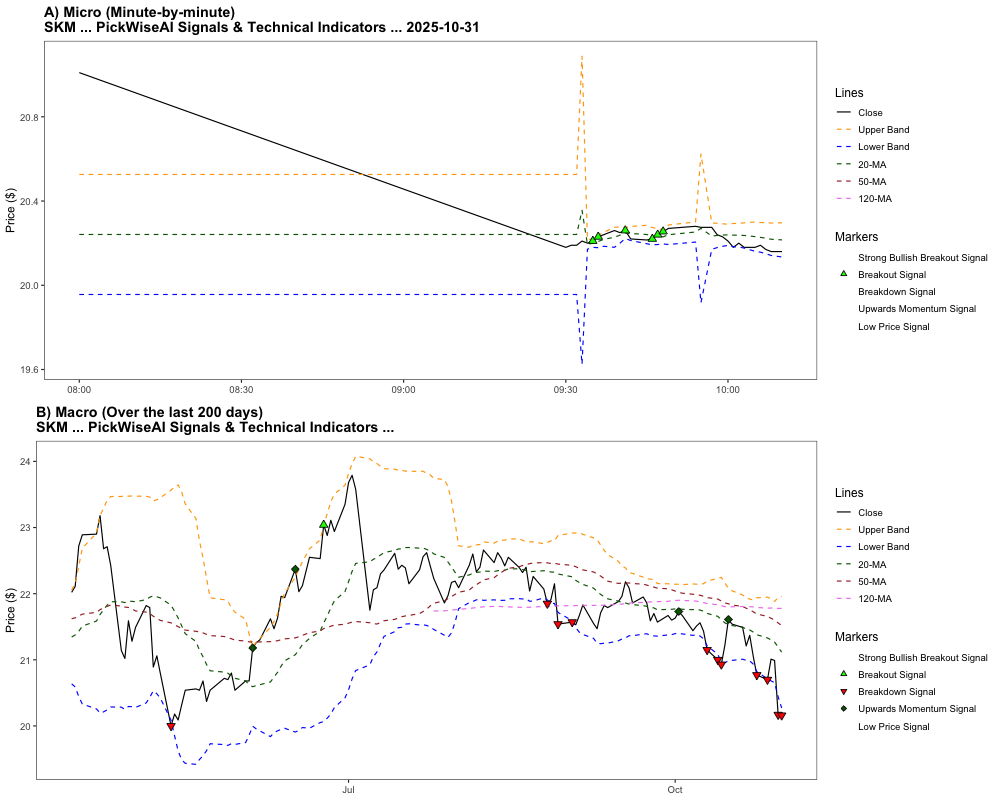 A) Micro (Minute-by-minute)
SKM ... PickWiseAI Signals & Technical Indicators ... 2025-10-31
Price ($)
20.8
20.4
20.0
19.6
08:00
08:30
09:00
09:30
10:00
Lines
Close
Upper Band
Lower Band
20-MA
50-MA
120-MA
Markers
Strong Bullish Breakout Signal
Breakout Signal
Breakdown Signal
Upwards Momentum Signal
Low Price Signal
B) Macro (Over the last 200 days)
SKM ... PickWiseAI Signals & Technical Indicators ...
Price ($)
24
23
22
21
20
Jul
Oct
Lines
Close
Upper Band
Lower Band
20-MA
50-MA
120-MA
Markers
Strong Bullish Breakout Signal
Breakout Signal
Breakdown Signal
Upwards Momentum Signal
Low Price Signal